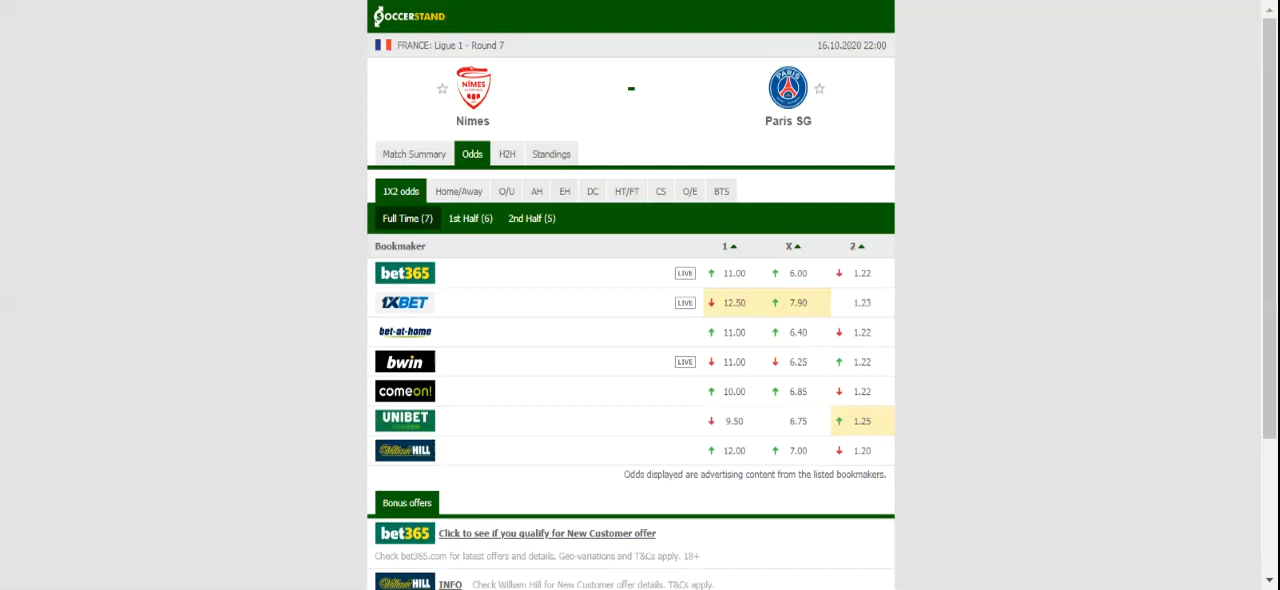 SOCCERSTAND
FRANCE: Ligue 1 - Round 7 16.10.2020 22:00
PARIS
NÎMES
Nimes - Paris SG
Match Summary Odds H2H Standings
1X2 odds Home/Away O/U AH EH DC HT/FT CS O/E BTS
Full Time (7) 1st Half (6) 2nd Half (5)
Bookmaker 1 X 2
bet365 LIVE 11.00 6.00 1.22
1XBET LIVE 12.50 7.90 1.23
bet-at-home 11.00 6.40 1.22
bwin LIVE 11.00 6.25 1.22
comeon! 10.00 6.85 1.22
UNIBET 9.50 6.75 1.25
William HILL 12.00 7.00 1.20
Odds displayed are advertising content from the listed bookmakers.
Bonus offers
bet365 Click to see if you qualify for New Customer offer
Check bet365.com for latest offers and details. Geo-variations and T&Cs apply. 18+
William HILL INFO Check William Hill for New Customer offer details. T&Cs apply.